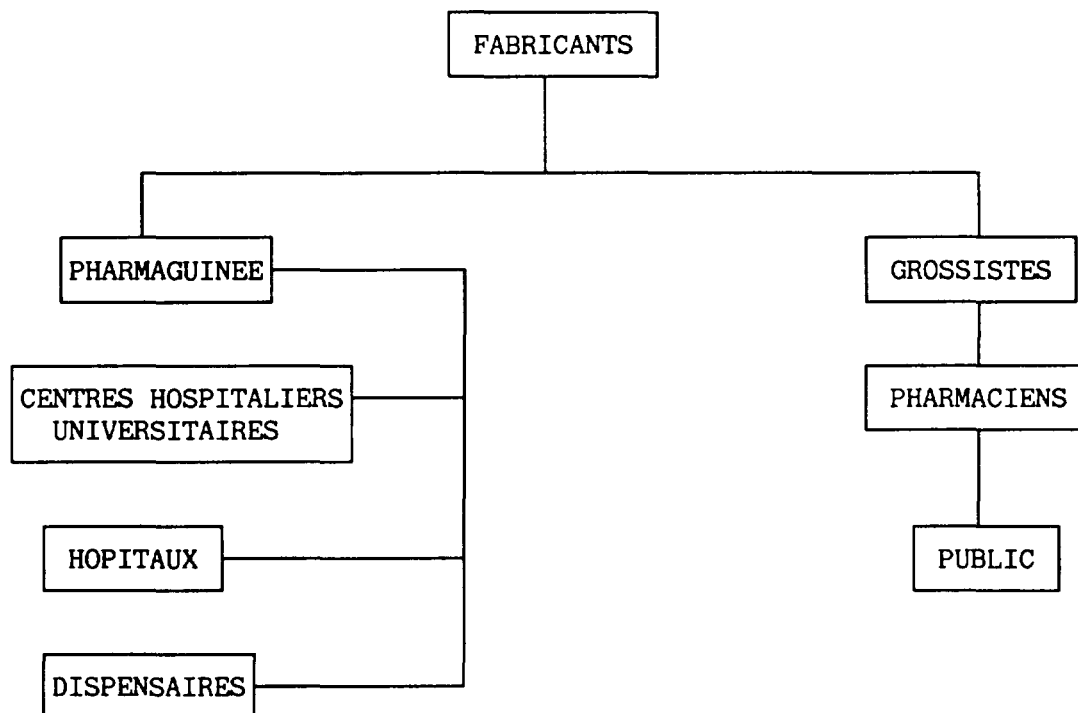 FABRICANTS
PHARMAGUINEE
GROSSISTES
CENTRES HOSPITALIERS
UNIVERSITAIRES
PHARMACIENS
HOPITAUX
PUBLIC
DISPENSAIRES